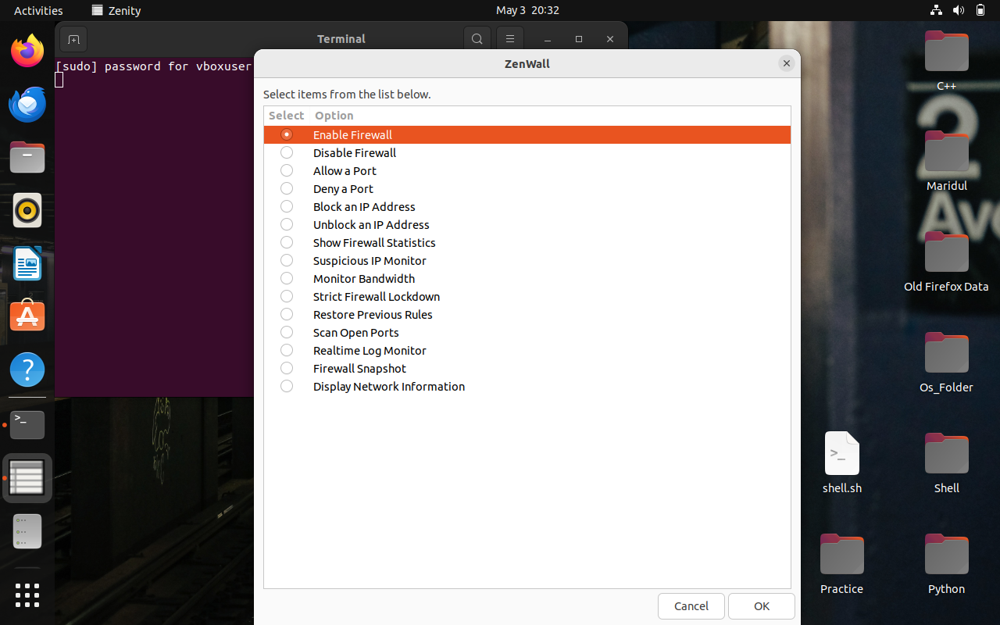 Activities
Zenity
May 3 20:32
Terminal
[sudo] password for vboxuser
ZenWall
Select items from the list below.
Select Option
Enable Firewall
Disable Firewall
Allow a Port
Deny a Port
Block an IP Address
Unblock an IP Address
Show Firewall Statistics
Suspicious IP Monitor
Monitor Bandwidth
Strict Firewall Lockdown
Restore Previous Rules
Scan Open Ports
Realtime Log Monitor
Firewall Snapshot
Display Network Information
Cancel
OK
2
Ave
C++
Maridul
Old Firefox Data
Os_Folder
shell.sh
Shell
Practice
Python